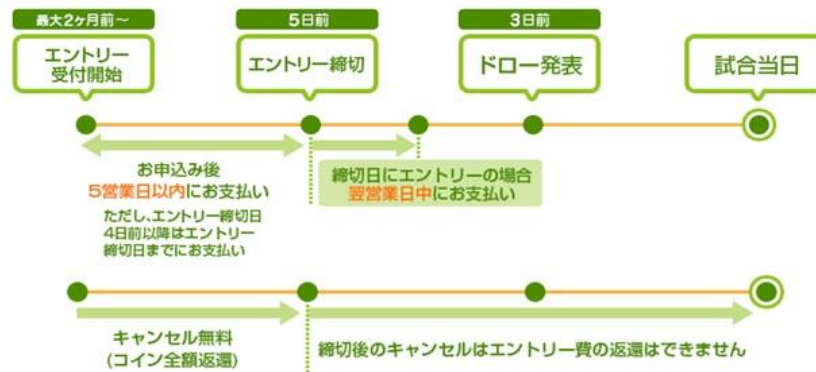 最大2ヶ月前～
エントリー
受付開始
5日前
エントリー締切
3日前
ドロー発表
試合当日
お申込み後
5営業日以内にお支払い
ただし、エントリー締切日
4日前以降はエントリー
締切日までにお支払い
締切日にエントリーの場合
翌営業日中にお支払い
キャンセル無料
(コイン全額返還)
締切後のキャンセルはエントリー費の返還はできません